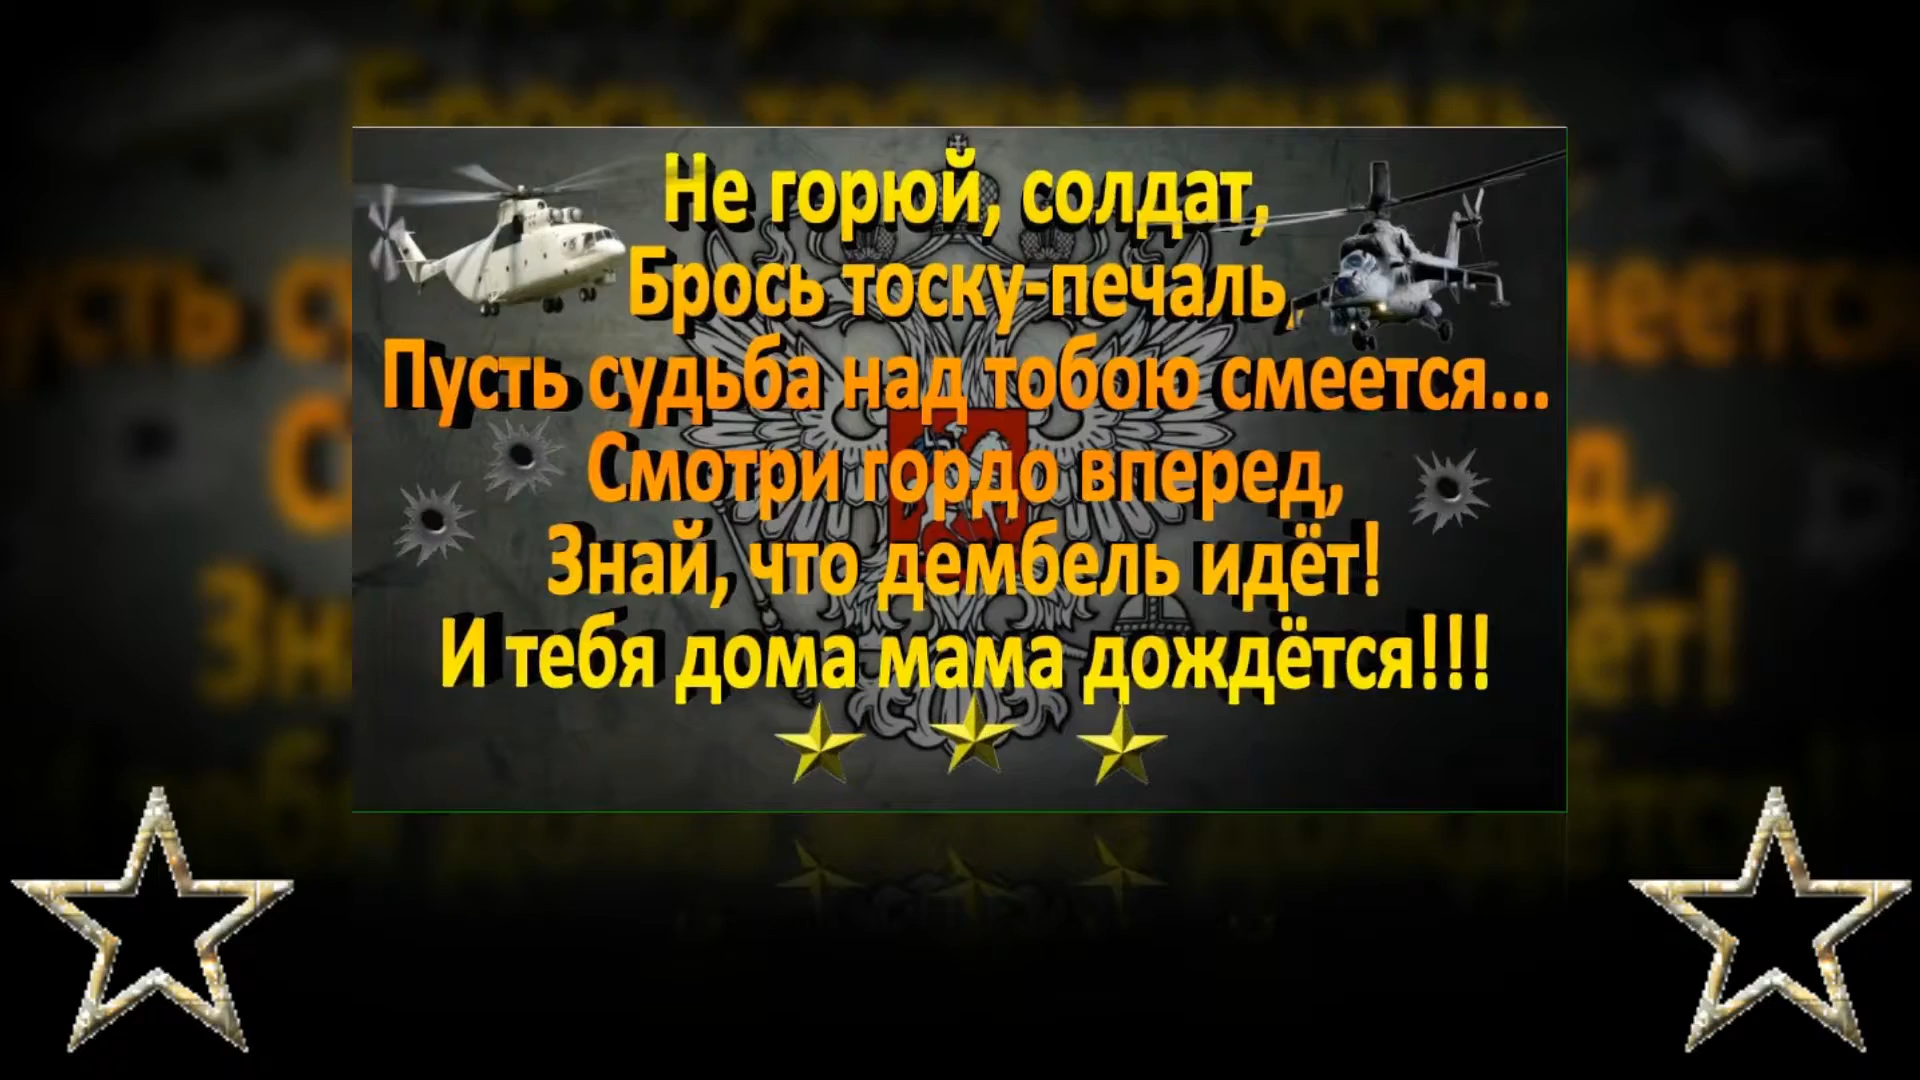 Не горюй, солдат,
Брось тоску-печаль,
Пусть судьба над тобою смеется...
Смотри гордо вперед,
Знай, что дембель идёт!
И тебя дома мама дождётся!!!